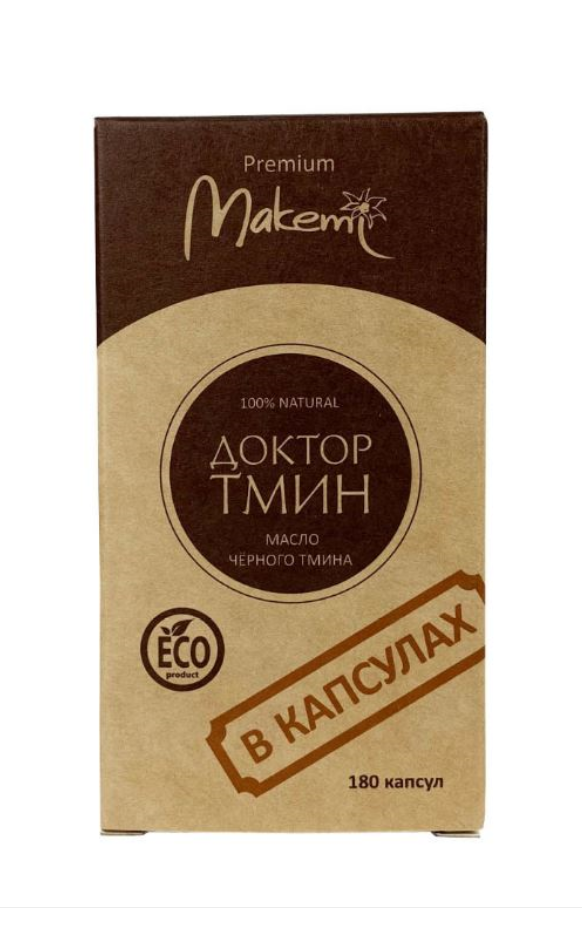 Premium
Makemi
100% NATURAL
ДОКТОР
ТМИН
МАСЛО
ЧЁРНОГО ТМИНА
ECO
product
В КАПСУЛАХ
180 капсул